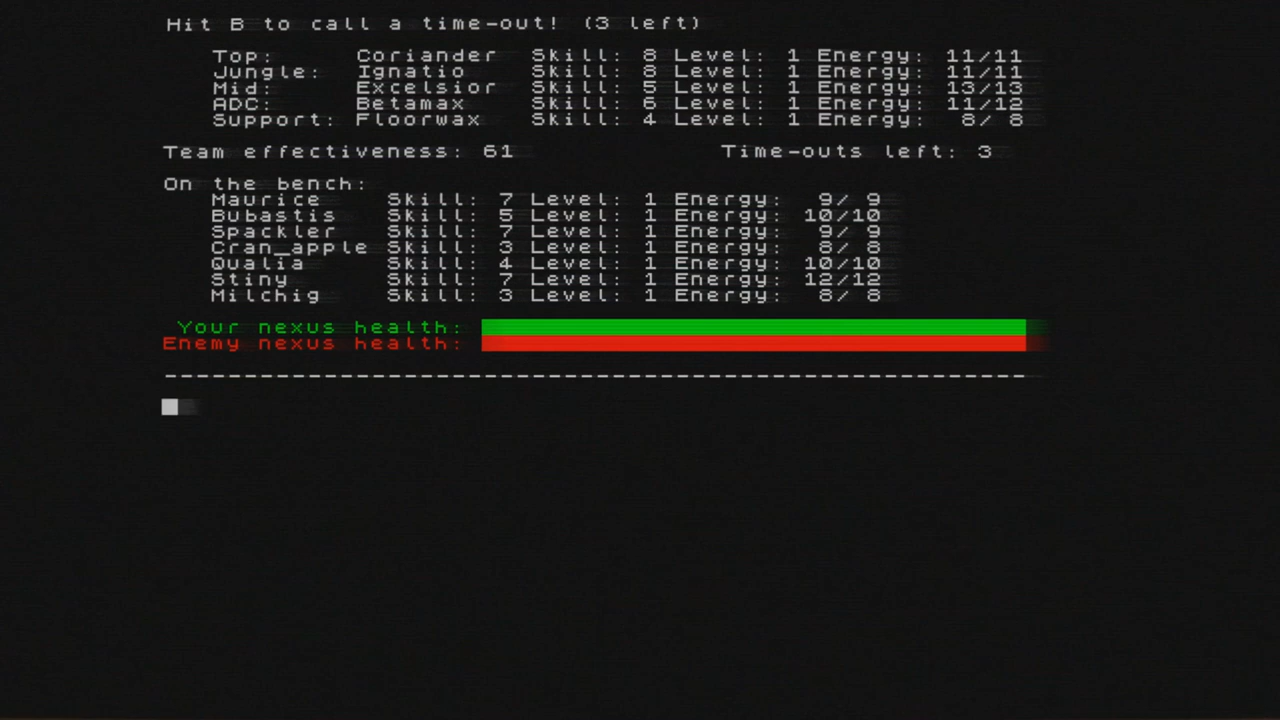 Hit B to call a time-out! (3 left)
Top: Coriander Skill: 8 Level: 1 Energy: 11/11
Jungle: Ignatio Skill: 8 Level: 1 Energy: 11/11
Mid: Excelsior Skill: 5 Level: 1 Energy: 13/13
ADC: Betamax Skill: 6 Level: 1 Energy: 11/12
Support: Floorwax Skill: 4 Level: 1 Energy: 8/ 8
Team effectiveness: 61 Time-outs left: 3
On the bench:
Maurice Skill: 7 Level: 1 Energy: 9/ 9
Bubastis Skill: 5 Level: 1 Energy: 10/10
Spackler Skill: 7 Level: 1 Energy: 9/ 9
Cran_apple Skill: 3 Level: 1 Energy: 8/ 8
Qualia Skill: 4 Level: 1 Energy: 10/10
Stiny Skill: 7 Level: 1 Energy: 12/12
Milchig Skill: 3 Level: 1 Energy: 8/ 8
Your nexus health:
Enemy nexus health:
-------------------------------------------------------